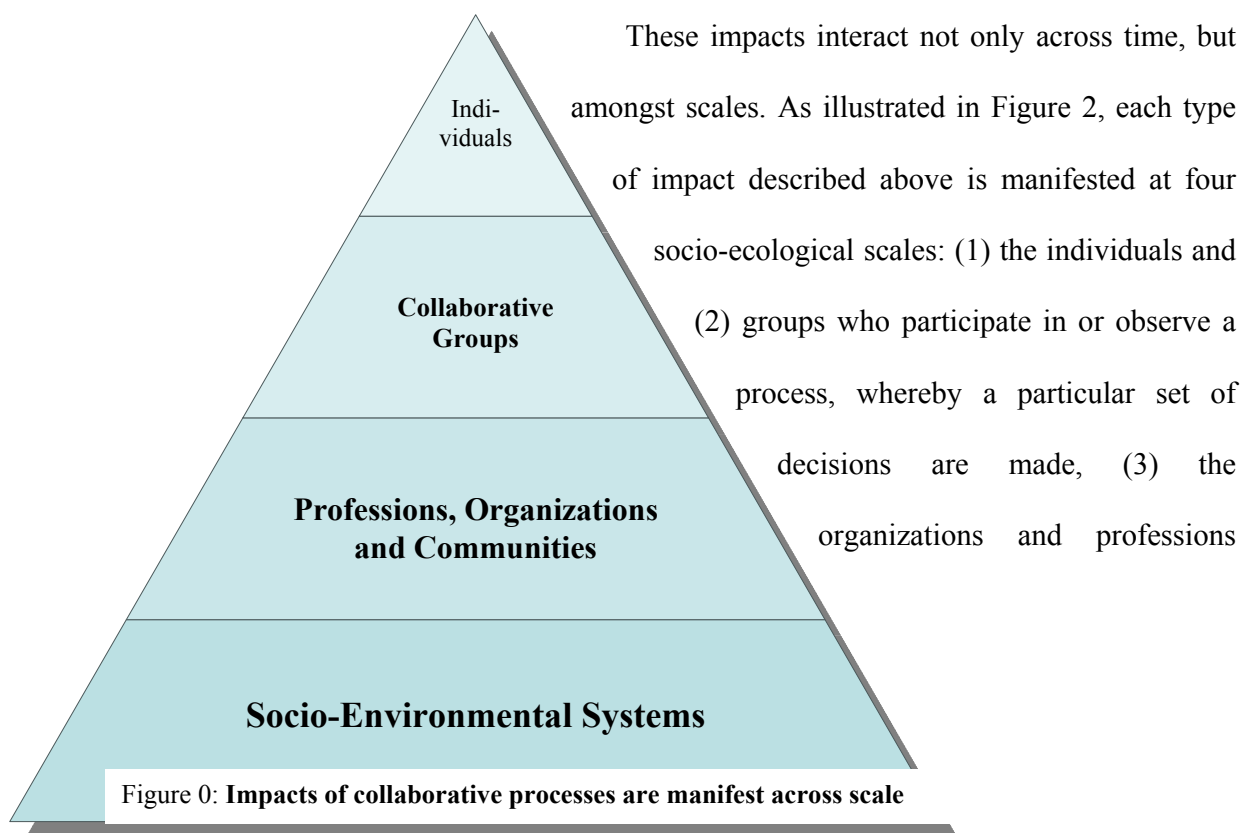 Indi-
viduals
Collaborative
Groups
Professions, Organizations
and Communities
Socio-Environmental Systems
Figure 0: Impacts of collaborative processes are manifest across scale
These impacts interact not only across time, but
amongst scales. As illustrated in Figure 2, each type
of impact described above is manifested at four
socio-ecological scales: (1) the individuals and
(2) groups who participate in or observe a
process, whereby a particular set of
decisions are made, (3) the
organizations and professions